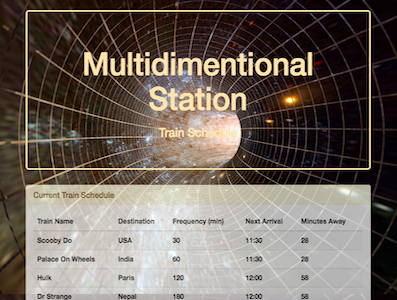 Multidimentional
Station
Train Schedule
Current Train Schedule
Train Name Destination Frequency (min) Next Arrival Minutes Away
Scooby Do USA 30 11:30 28
Palace On Wheels India 60 11:30 28
Hulk Paris 120 12:00 58
Dr Strange Nepal 180 12:00 58